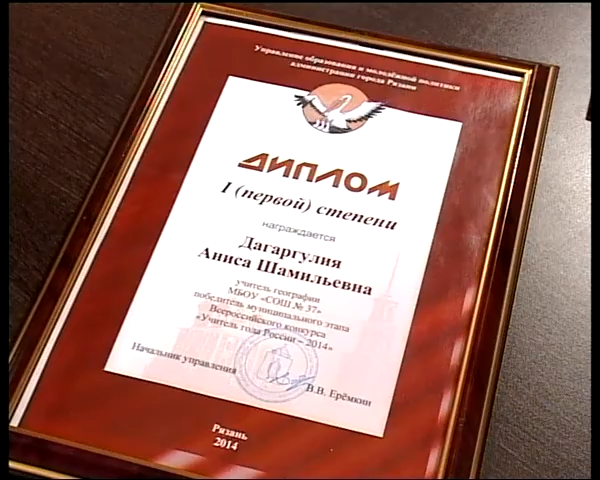 Управление образования и молодёжной политики
администрации города Рязани
ДИПЛОМ
I (первой) степени
награждается
Дагаргулия
Аниса Шамильевна
учитель географии
МБОУ «СОШ № 37»
победитель муниципального этапа
Всероссийского конкурса
«Учитель года России – 2014»
Начальник управления
В.В. Ерёмкин
Рязань
2014